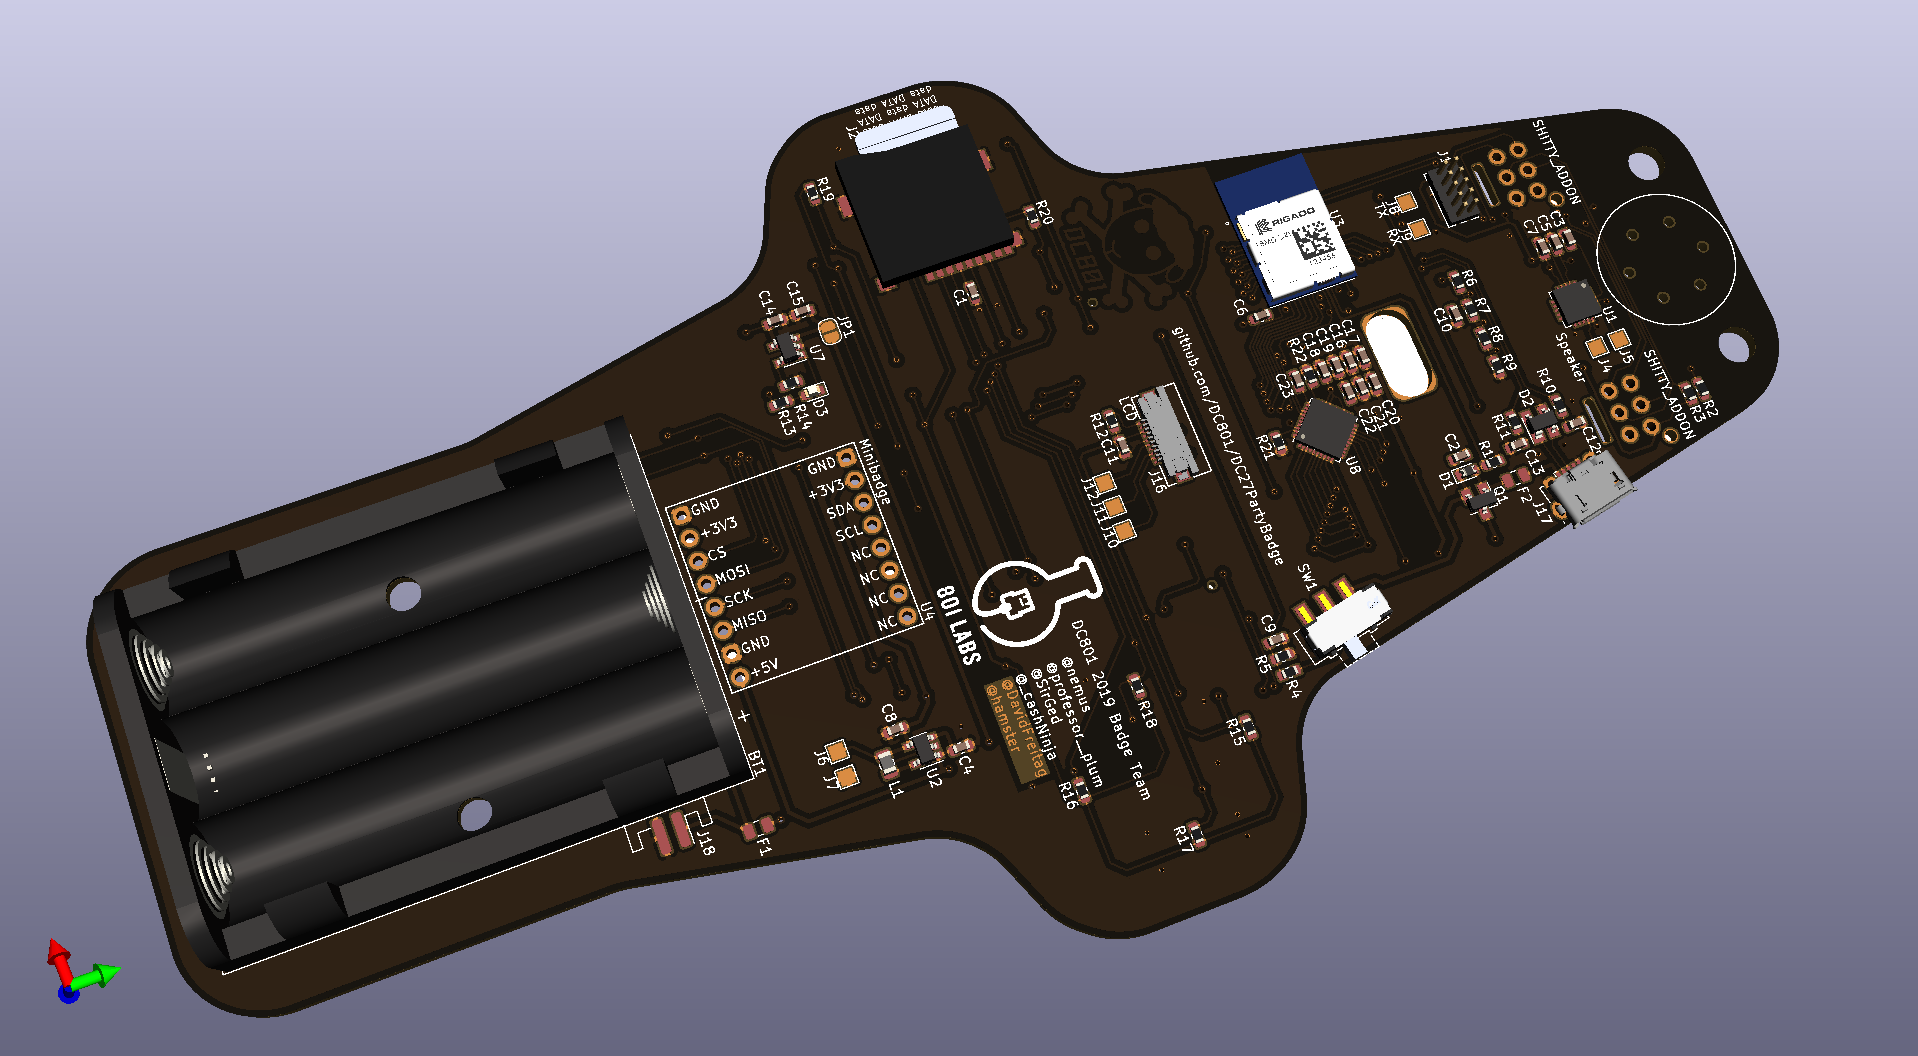 data DATA data
DATA data DATA
J2
R19
R20
C1
DC801
RIGADO
U3
C6
J1
SHITTY_ADDON
J8
TX
J9
RX
C3
C5
C7
U1
R6
R7
C10
R8
R9
Speaker
J4
J5
SHITTY_ADDON
R2
R3
C14
C15
JP1
U7
D3
R14
R13
github.com/DC801/DC27PartyBadge
R22
C18
C19
C16
C17
C23
C20
C21
C22
R21
U8
LCD
R12
C11
J16
J12
J11
J10
D2
R10
R11
C12
C2
R1
C13
D1
Q1
F2
J17
SW1
C9
R5
R4
Minibadge
GND
+3V3
SDA
SCL
NC
NC
NC
NC
U4
GND
+3V3
CS
MOSI
SCK
MISO
GND
+5V
+
BT1
801 LABS
DC801 2019 Badge Team
@nemus
@professor_plum
@SirGed
@_CashNinja
@DavidFreitag
@hamster
C8
J6
J7
L1
U2
C4
R18
R15
R16
R17
J18
F1